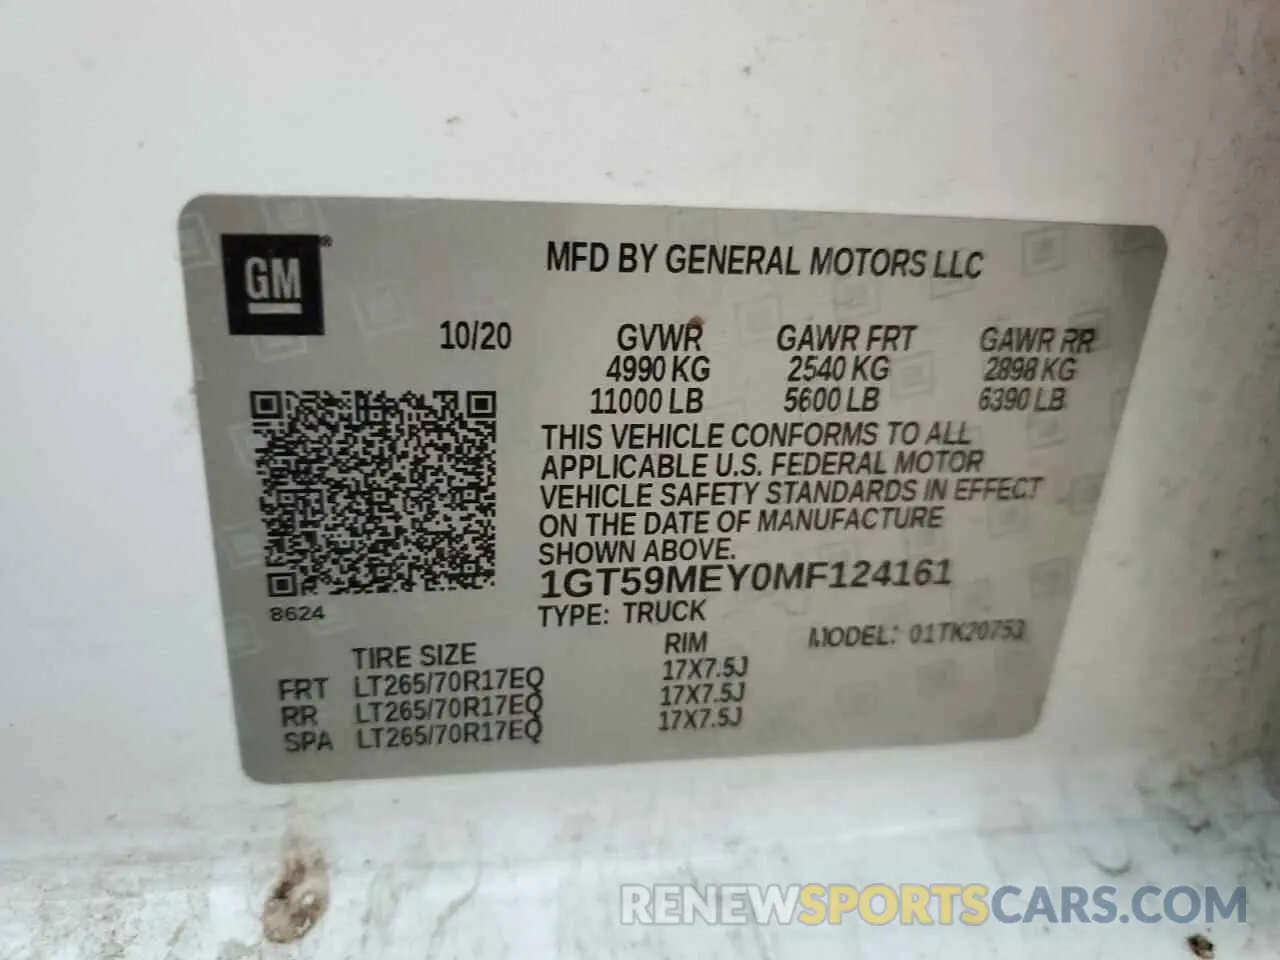 GM®
MFD BY GENERAL MOTORS LLC
10/20 GVWR GAWR FRT GAWR RR
4990 KG 2540 KG 2898 KG
11000 LB 5600 LB 6390 LB
THIS VEHICLE CONFORMS TO ALL
APPLICABLE U.S. FEDERAL MOTOR
VEHICLE SAFETY STANDARDS IN EFFECT
ON THE DATE OF MANUFACTURE
SHOWN ABOVE.
1GT59MEY0MF124161
8624
TYPE: TRUCK
MODEL:
TIRE SIZE RIM
FRT LT265/70R17EQ 17X7.5J
RR LT265/70R17EQ 17X7.5J
SPA LT265/70R17EQ 17X7.5J
RENEWSPORTSCARS.COM